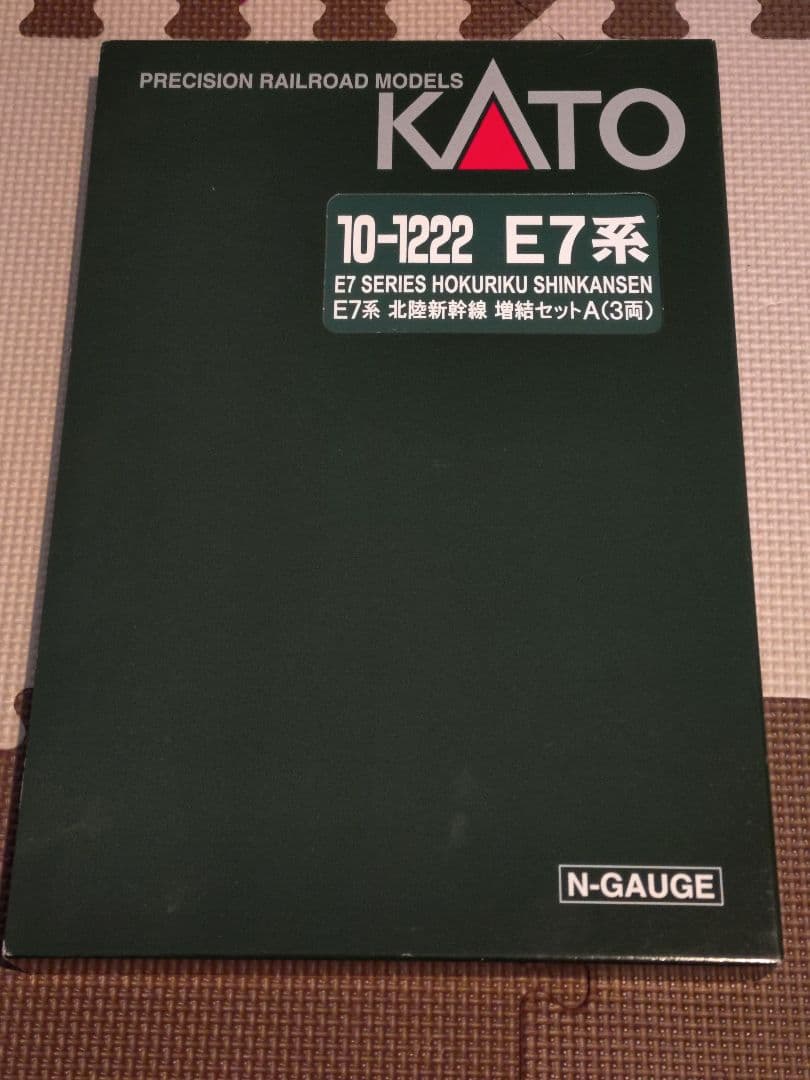 PRECISION RAILROAD MODELS
KATO
10-1222 E7系
E7 SERIES HOKURIKU SHINKANSEN
E7系 北陸新幹線 増結セットA(3両)
N-GAUGE